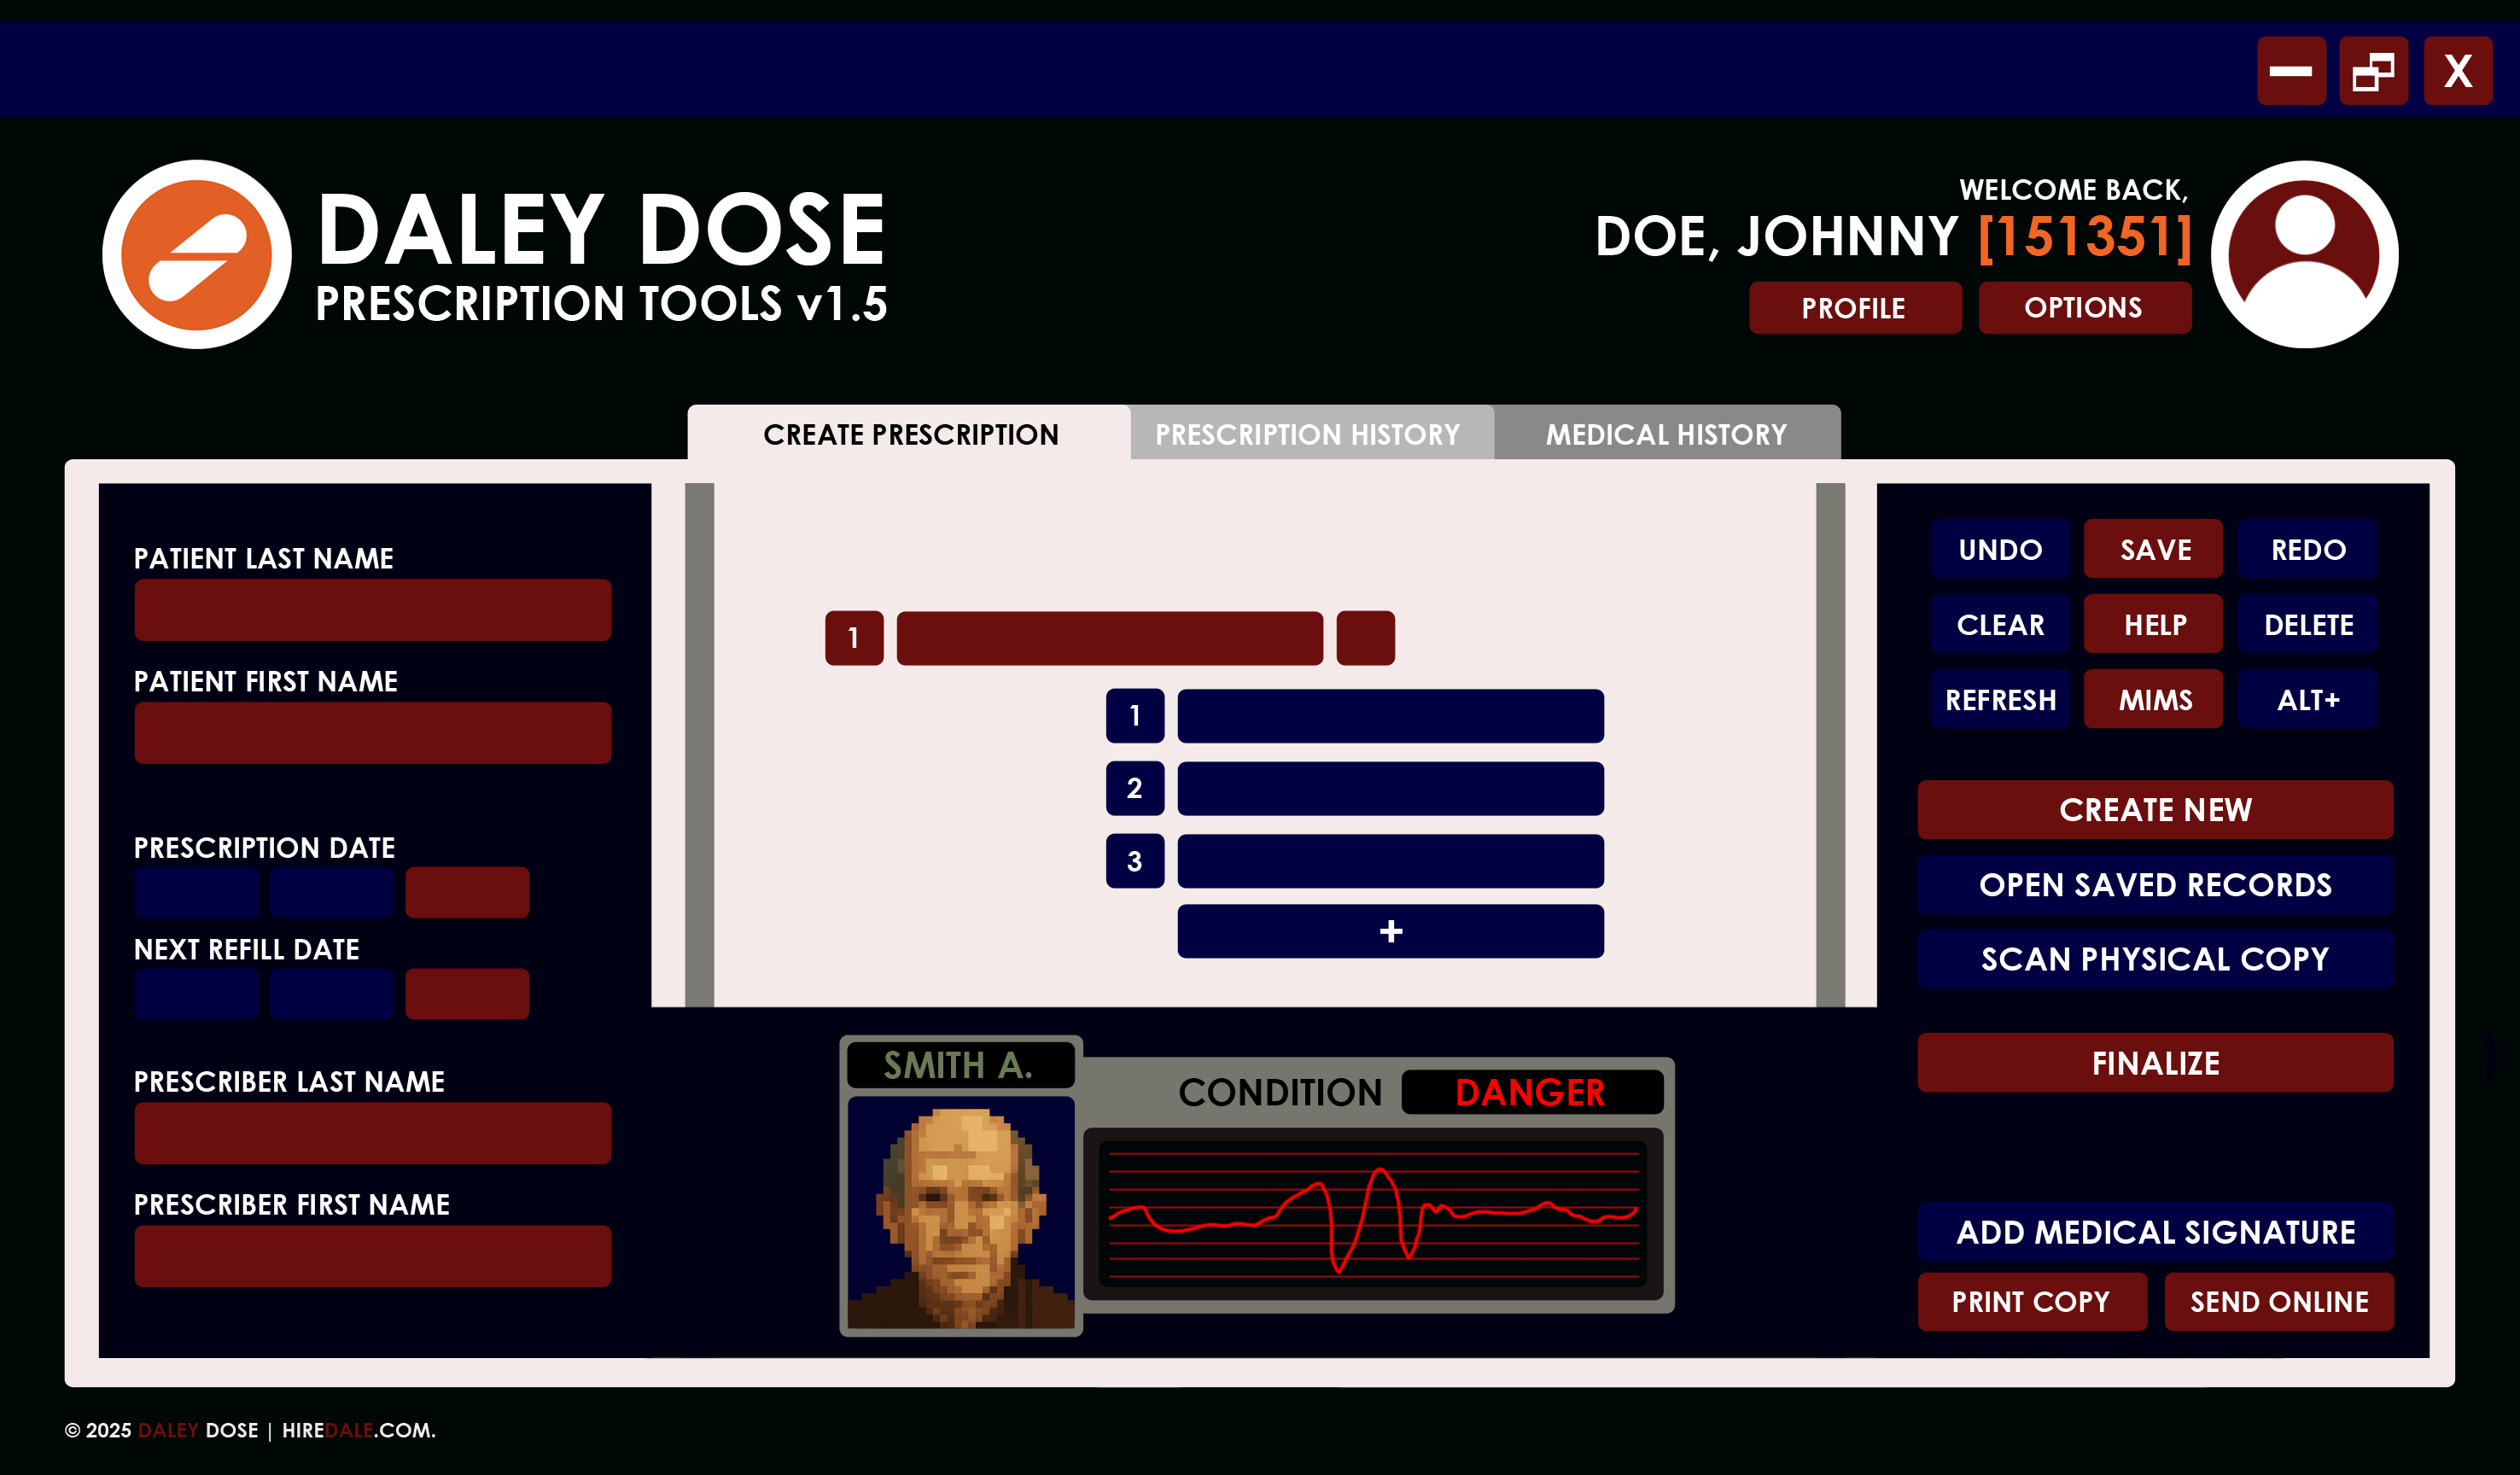 X
DALEY DOSE
PRESCRIPTION TOOLS v1.5
WELCOME BACK,
DOE, JOHNNY [151351]
PROFILE
OPTIONS
CREATE PRESCRIPTION
PRESCRIPTION HISTORY
MEDICAL HISTORY
PATIENT LAST NAME
PATIENT FIRST NAME
PRESCRIPTION DATE
NEXT REFILL DATE
PRESCRIBER LAST NAME
PRESCRIBER FIRST NAME
1
1
2
3
+
SMITH A.
CONDITION
DANGER
UNDO
SAVE
REDO
CLEAR
HELP
DELETE
REFRESH
MIMS
ALT+
CREATE NEW
OPEN SAVED RECORDS
SCAN PHYSICAL COPY
FINALIZE
ADD MEDICAL SIGNATURE
PRINT COPY
SEND ONLINE
© 2025 DALEY DOSE | HIREDALE.COM.